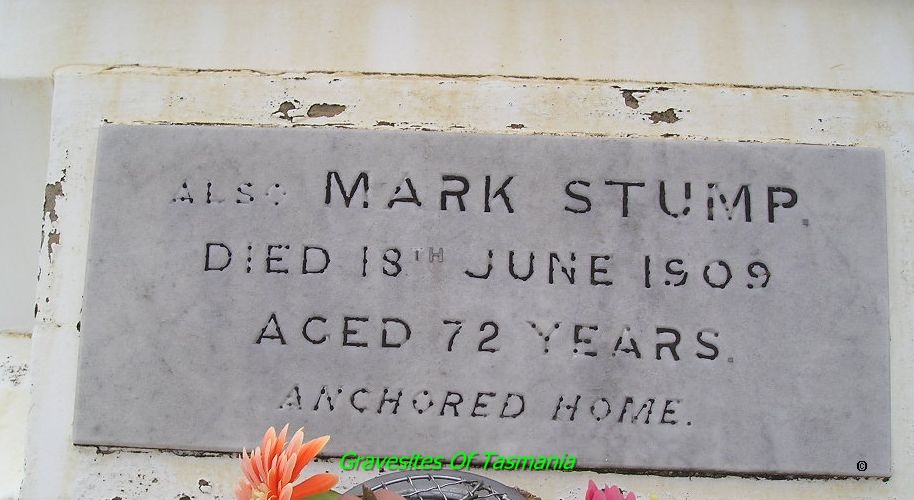 ALSO MARK STUMP.
DIED 18TH JUNE 1909
AGED 72 YEARS.
ANCHORED HOME.
Gravesites Of Tasmania
©